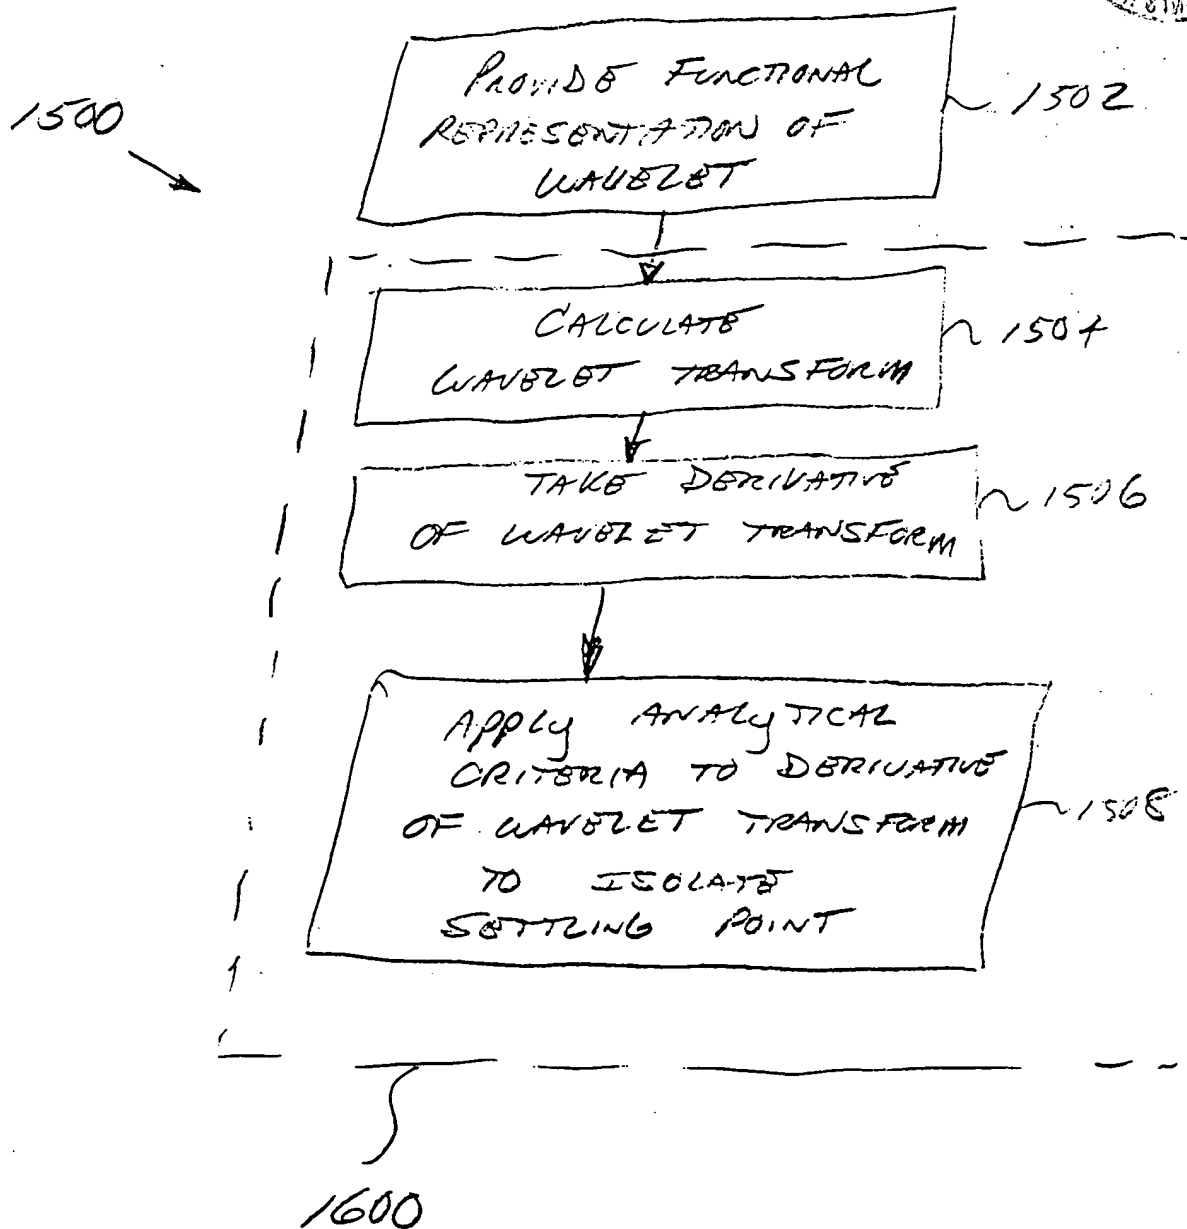 PROVIDE FUNCTIONAL
REPRESENTATION OF
WAVELET
1502
1500
CALCULATE
WAVELET TRANSFORM
1504
TAKE DERIVATIVE
OF WAVELET TRANSFORM
1506
APPLY ANALYTICAL
CRITERIA TO DERIVATIVE
OF WAVELET TRANSFORM
TO ISOLATE
SETTLING POINT
1508
1600